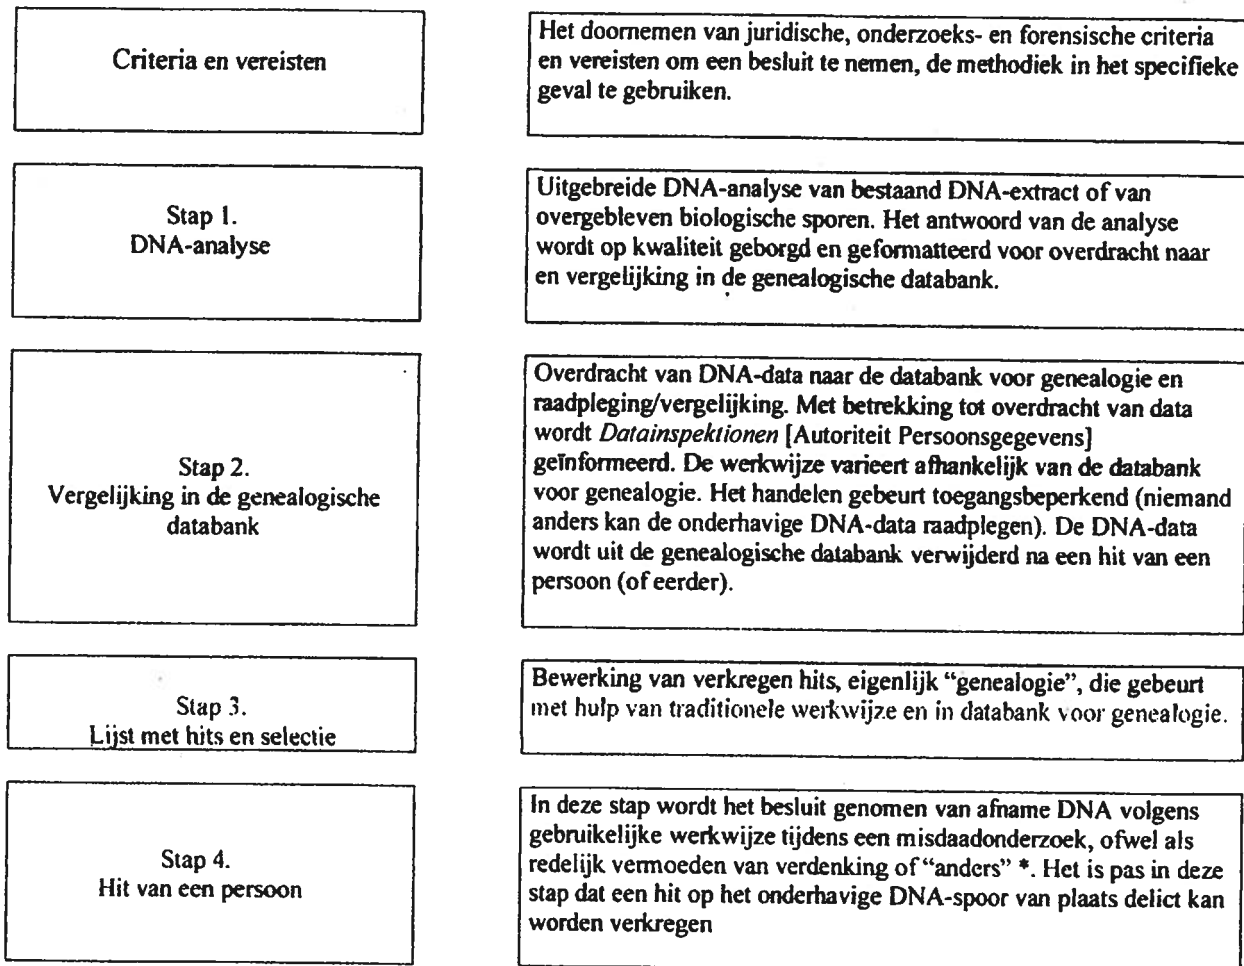 Criteria en vereisten
Het doornemen van juridische, onderzoeks- en forensische criteria
en vereisten om een besluit te nemen, de methodiek in het specifieke
geval te gebruiken.
Stap 1.
DNA-analyse
Uitgebreide DNA-analyse van bestaand DNA-extract of van
overgebleven biologische sporen. Het antwoord van de analyse
wordt op kwaliteit geborgd en geformatteerd voor overdracht naar
en vergelijking in de genealogische databank.
Stap 2.
Vergelijking in de genealogische
databank
Overdracht van DNA-data naar de databank voor genealogie en
raadpleging/vergelijking. Met betrekking tot overdracht van data
wordt Datainspektionen [Autoriteit Persoonsgegevens]
geïnformeerd. De werkwijze varieert afhankelijk van de databank
voor genealogie. Het handelen gebeurt toegangsbeperkend (niemand
anders kan de onderhavige DNA-data raadplegen). De DNA-data
wordt uit de genealogische databank verwijderd na een hit van een
persoon (of eerder).
Stap 3.
Lijst met hits en selectie
Bewerking van verkregen hits, eigenlijk “genealogie”, die gebeurt
met hulp van traditionele werkwijze en in databank voor genealogie.
Stap 4.
Hit van een persoon
In deze stap wordt het besluit genomen van afname DNA volgens
gebruikelijke werkwijze tijdens een misdaadonderzoek, ofwel als
redelijk vermoeden van verdenking of “anders” *. Het is pas in deze
stap dat een hit op het onderhavige DNA-spoor van plaats delict kan
worden verkregen